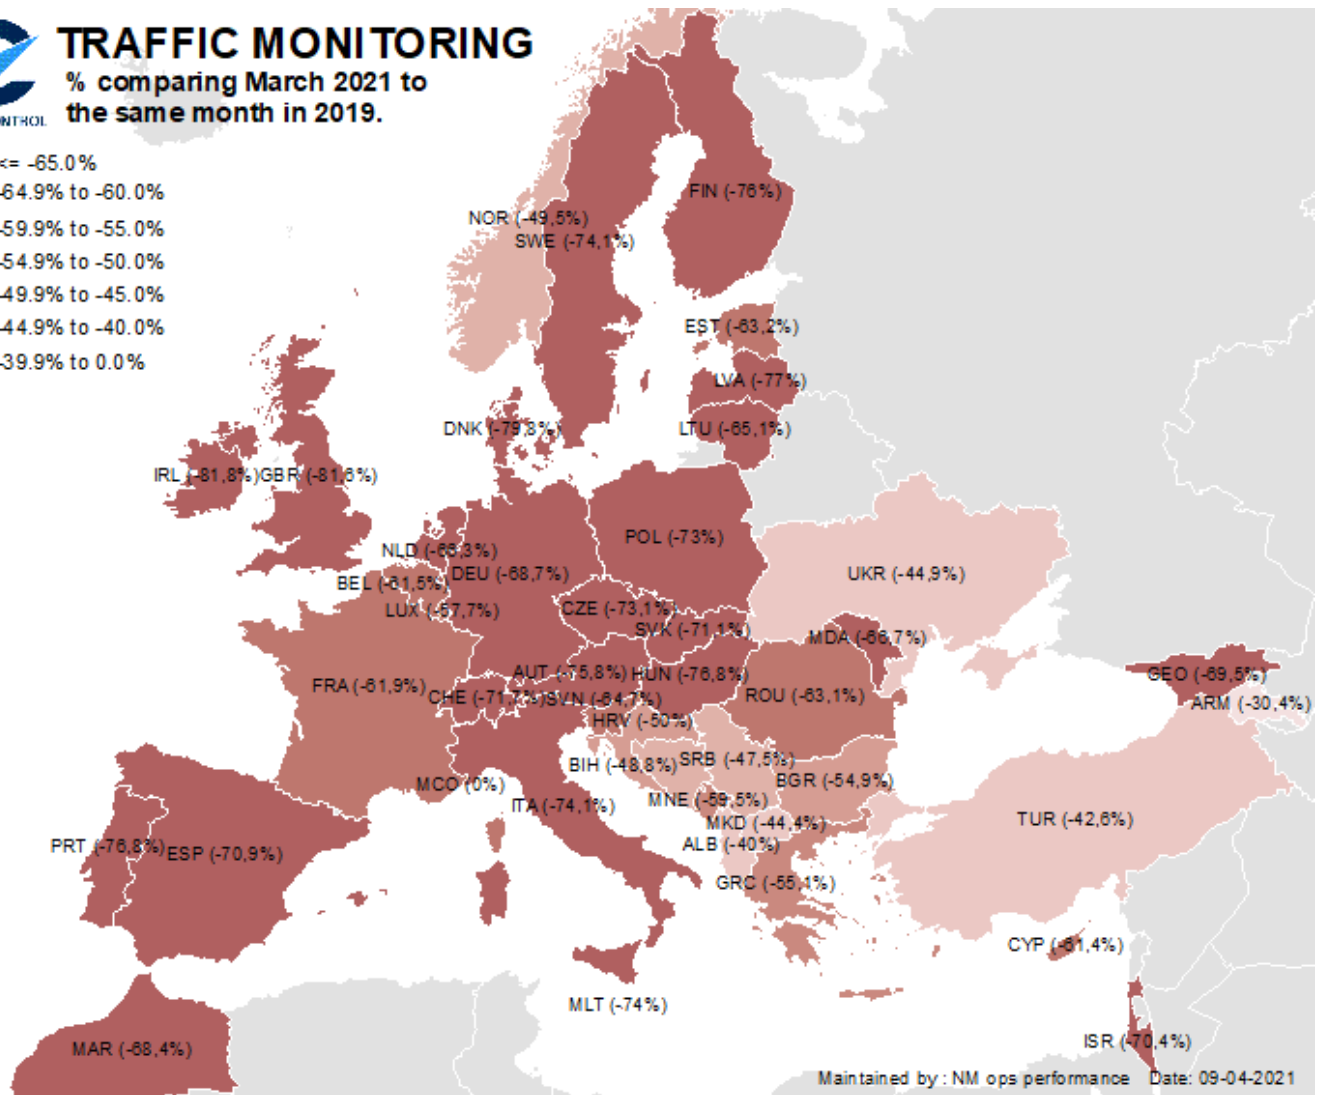 TRAFFIC MONITORING
% comparing March 2021 to
the same month in 2019.
NTROL
<= -65.0%
-64.9% to -60.0%
-59.9% to -55.0%
-54.9% to -50.0%
-49.9% to -45.0%
-44.9% to -40.0%
-39.9% to 0.0%
FIN (-76%)
NOR (-49,5%)
SWE (-74,1%)
EST (-63,2%)
LVA (-77%)
DNK (-79,8%)
LTU (-65,1%)
IRL (-81,8%)
GBR (-81,6%)
POL (-73%)
NLD (-66,3%)
DEU (-68,7%)
UKR (-44,9%)
BEL (-61,5%)
LUX (-57,7%)
CZE (-73,1%)
SVK (-71,1%)
MDA (-66,7%)
AUT (-75,8%)
HUN (-76,8%)
GEO (-69,5%)
FRA (-61,9%)
CHE (-71,7%)
SVN (-64,7%)
ROU (-63,1%)
ARM (-30,4%)
HRV (-50%)
BIH (-48,8%)
SRB (-47,5%)
BGR (-54,9%)
MCO (0%)
ITA (-74,1%)
MNE (-59,5%)
MKD (-44,4%)
TUR (-42,6%)
ALB (-40%)
PRT (-76,8%)
ESP (-70,9%)
GRC (-55,1%)
CYP (-61,4%)
MLT (-74%)
ISR (-70,4%)
MAR (-68,4%)
Maintained by : NM ops performance Date: 09-04-2021